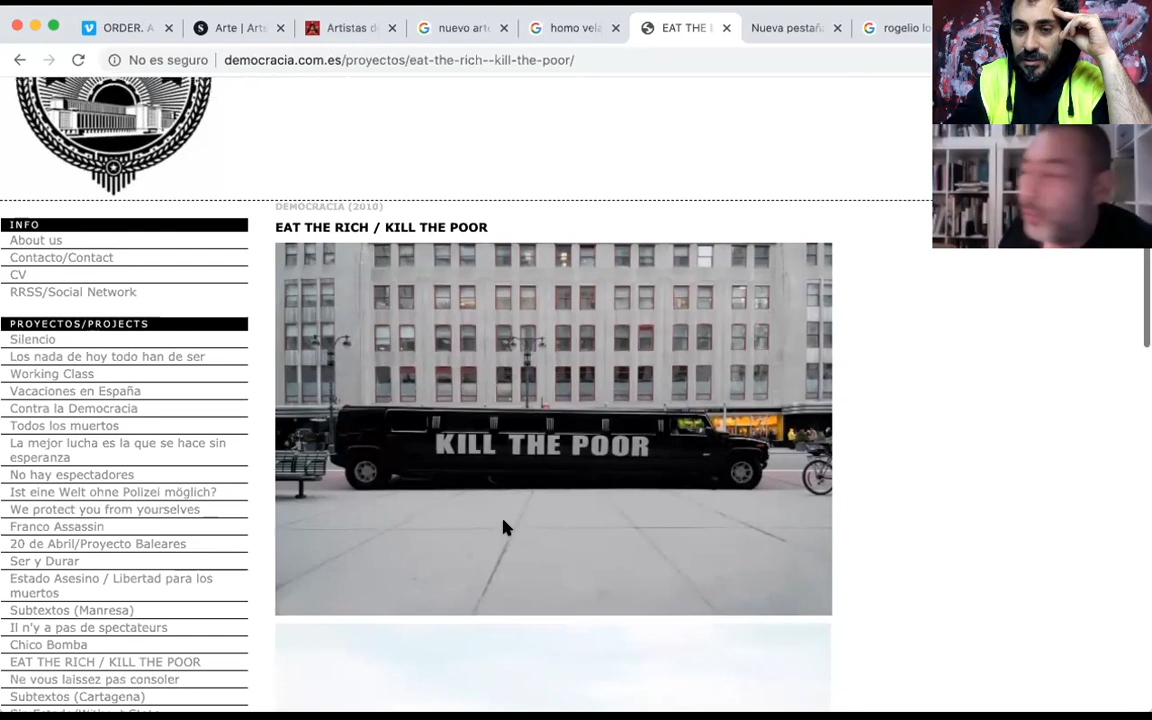 ORDER. A
Arte | Arts
Artistas d
nuevo arte
homo vela
EAT THE
Nueva pestaña
rogelio lo
No es seguro
democracia.com.es/proyectos/eat-the-rich--kill-the-poor/
DEMOCRACIA (2010)
EAT THE RICH / KILL THE POOR
KILL THE POOR
INFO
About us
Contacto/Contact
CV
RRSS/Social Network
PROYECTOS/PROJECTS
Silencio
Los nada de hoy todo han de ser
Working Class
Vacaciones en España
Contra la Democracia
Todos los muertos
La mejor lucha es la que se hace sin
esperanza
No hay espectadores
Ist eine Welt ohne Polizei möglich?
We protect you from yourselves
Franco Assassin
20 de Abril/Proyecto Baleares
Ser y Durar
Estado Asesino / Libertad para los
muertos
Subtextos (Manresa)
Il n'y a pas de spectateurs
Chico Bomba
EAT THE RICH / KILL THE POOR
Ne vous laissez pas consoler
Subtextos (Cartagena)